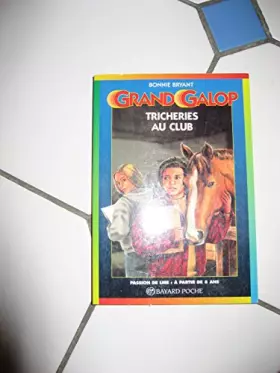 BONNIE BRYANT
GRAND GALOP
TRICHERIES
AU CLUB
PASSION DE LIRE : À PARTIR DE 8 ANS
BAYARD POCHE